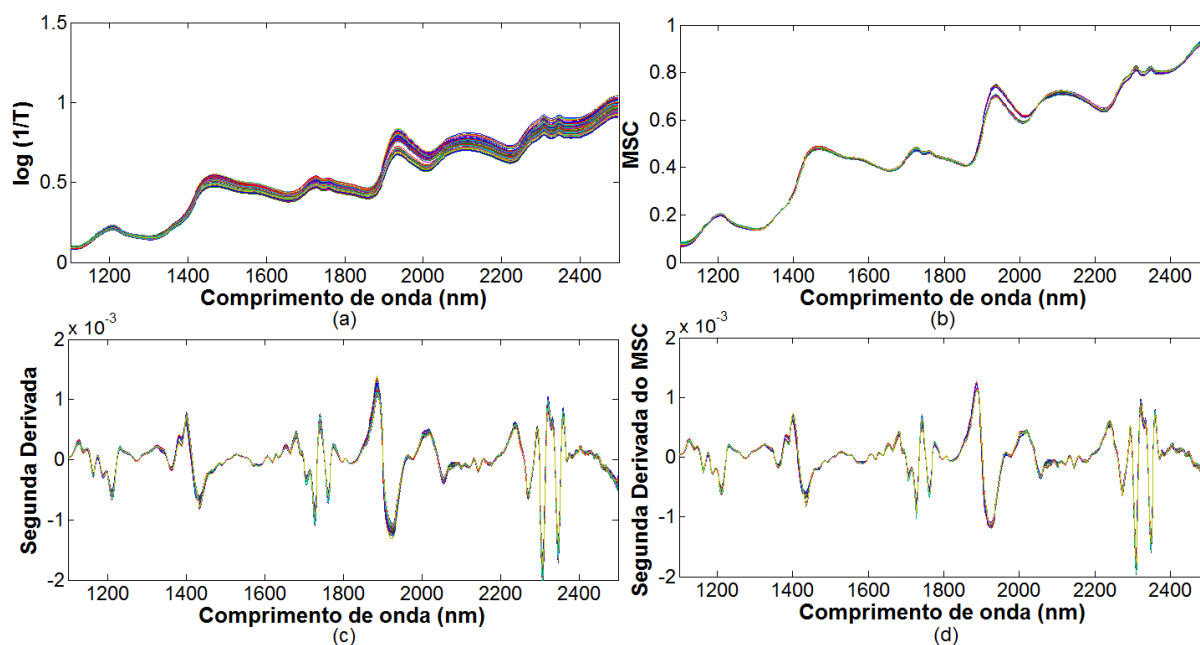 1.5
1
0.5
0
log (1/T)
1200 1400 1600 1800 2000 2200 2400
Comprimento de onda (nm)
(a)
1
0.8
0.6
0.4
0.2
0
MSC
1200 1400 1600 1800 2000 2200 2400
Comprimento de onda (nm)
(b)
x 10⁻³
2
1
0
-1
-2
Segunda Derivada
1200 1400 1600 1800 2000 2200 2400
Comprimento de onda (nm)
(c)
x 10⁻³
2
1
0
-1
-2
Segunda Derivada do MSC
1200 1400 1600 1800 2000 2200 2400
Comprimento de onda (nm)
(d)